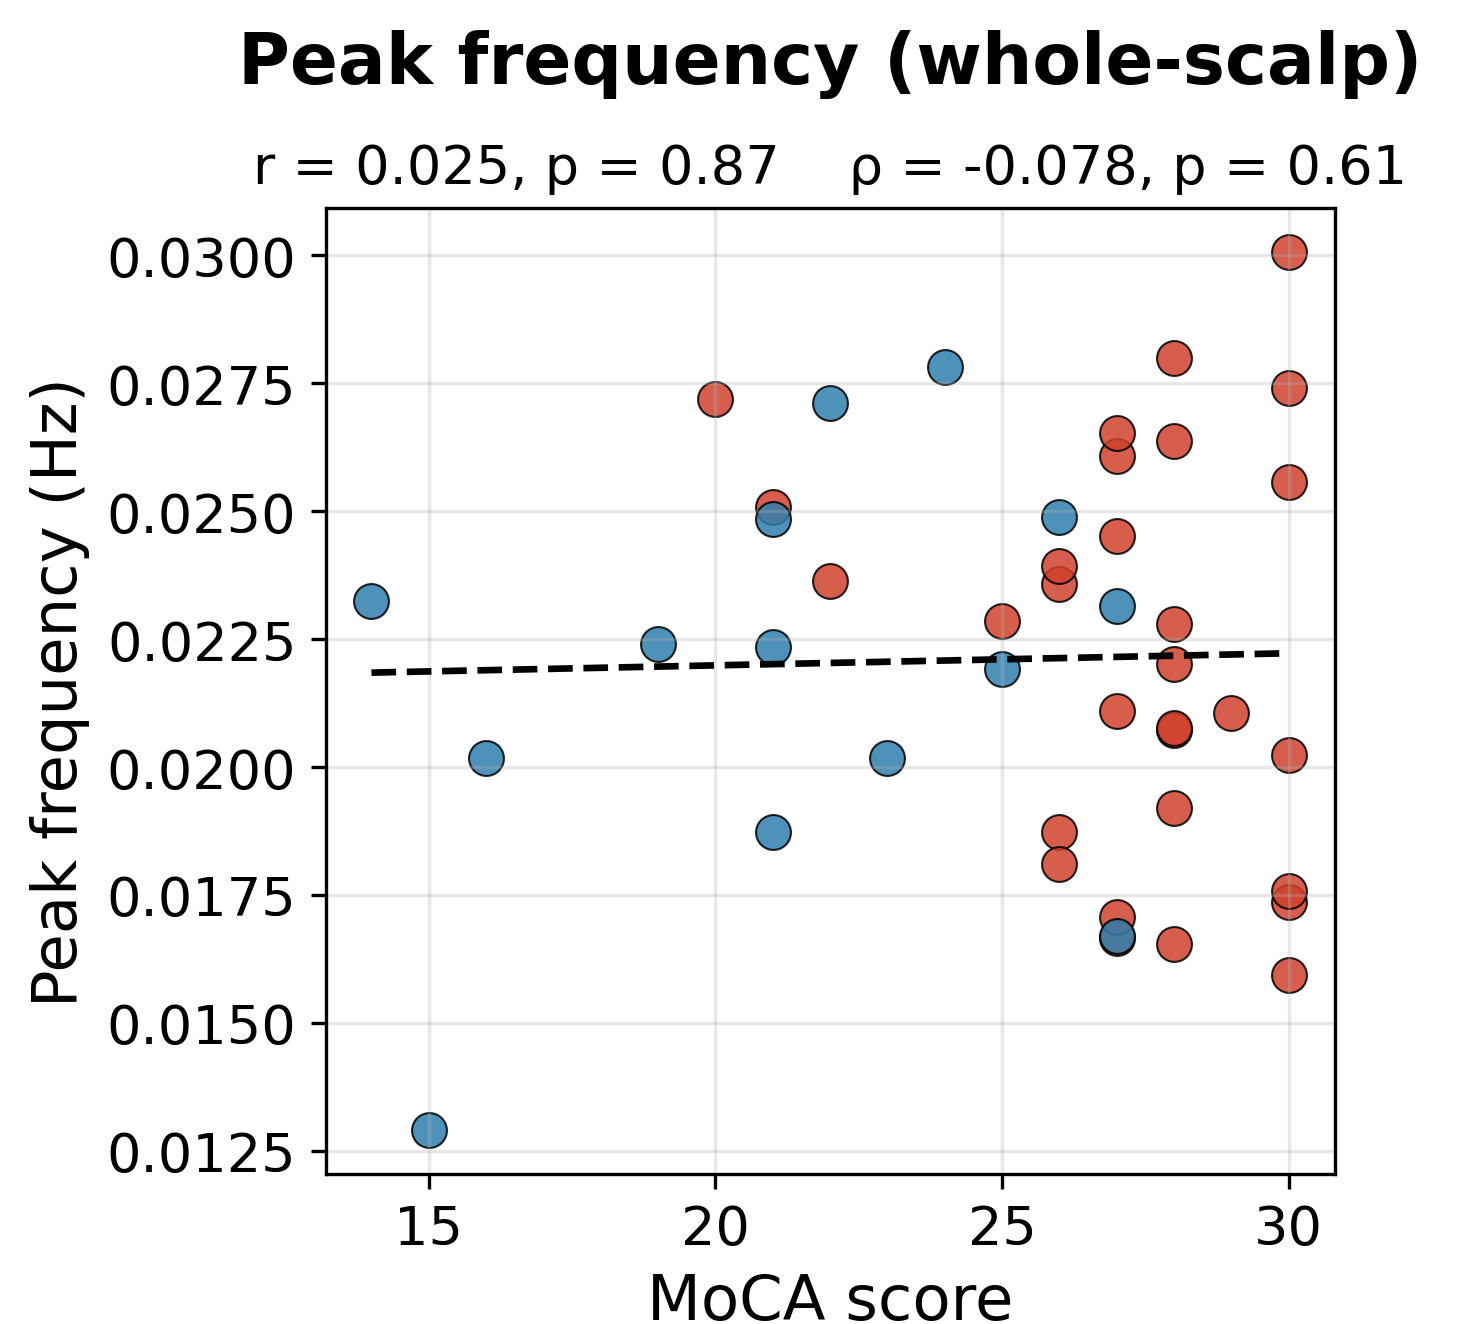 Peak frequency (whole-scalp)
r = 0.025, p = 0.87    ρ = -0.078, p = 0.61
0.0300
0.0275
0.0250
0.0225
0.0200
0.0175
0.0150
0.0125
Peak frequency (Hz)
15 20 25 30
MoCA score